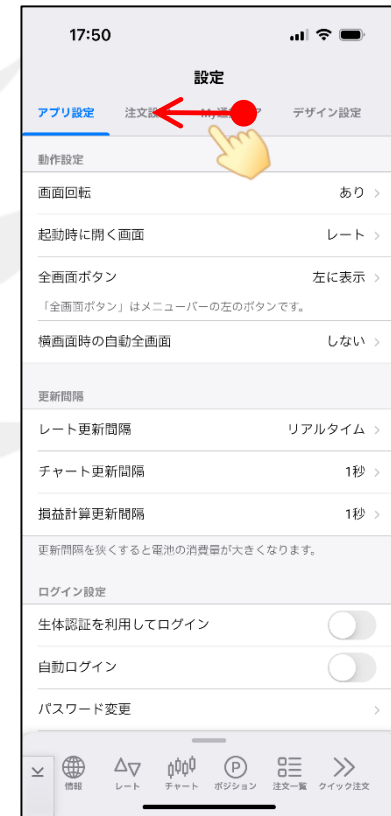 17:50
設定
アプリ設定 注文設 My通 ア デザイン設定
動作設定
画面回転 あり
起動時に開く画面 レート
全画面ボタン 左に表示
「全画面ボタン」はメニューバーの左のボタンです。
横画面時の自動全画面 しない
更新間隔
レート更新間隔 リアルタイム
チャート更新間隔 1秒
損益計算更新間隔 1秒
更新間隔を狭くすると電池の消費量が大きくなります。
ログイン設定
生体認証を利用してログイン
自動ログイン
パスワード変更
P
情報 レート チャート ポジション 注文一覧 クイック注文